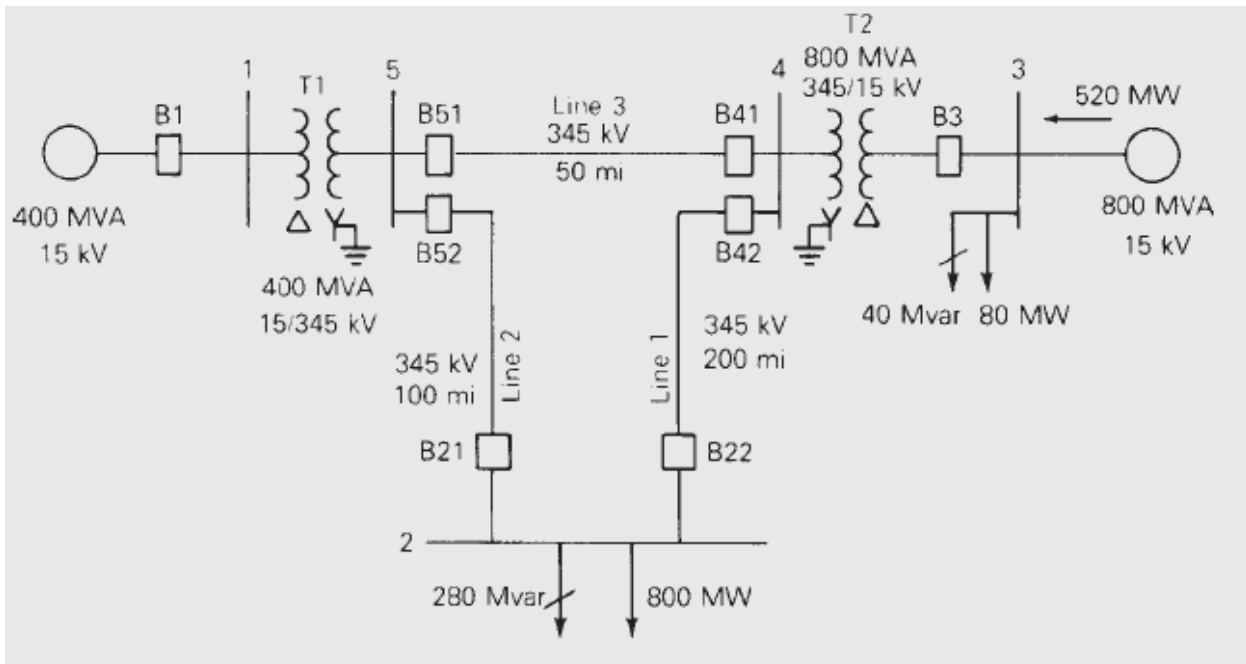 T2
1
5
4
800 MVA
345/15 kV
3
T1
B1
B51
Line 3
345 kV
50 mi
B41
B3
520 MW
400 MVA
15 kV
B52
B42
800 MVA
15 kV
400 MVA
15/345 kV
40 Mvar 80 MW
345 kV
100 mi
Line 2
Line 1
345 kV
200 mi
B21
B22
2
280 Mvar
800 MW